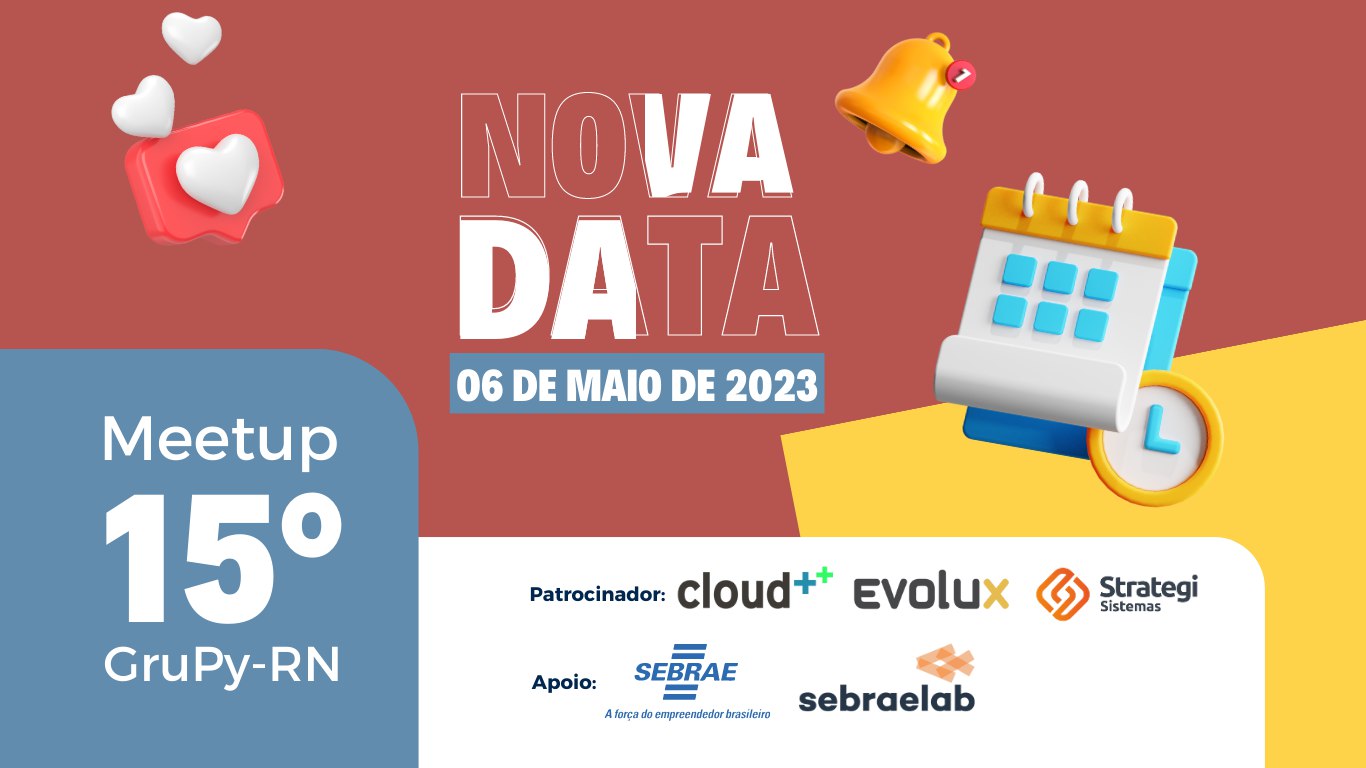 NOVA
DATA
06 DE MAIO DE 2023
1
Meetup
15º
GruPy-RN
Patrocinador: cloud++ EVOLUX Strategi Sistemas
Apoio: SEBRAE sebraelab
A força do empreendedor brasileiro